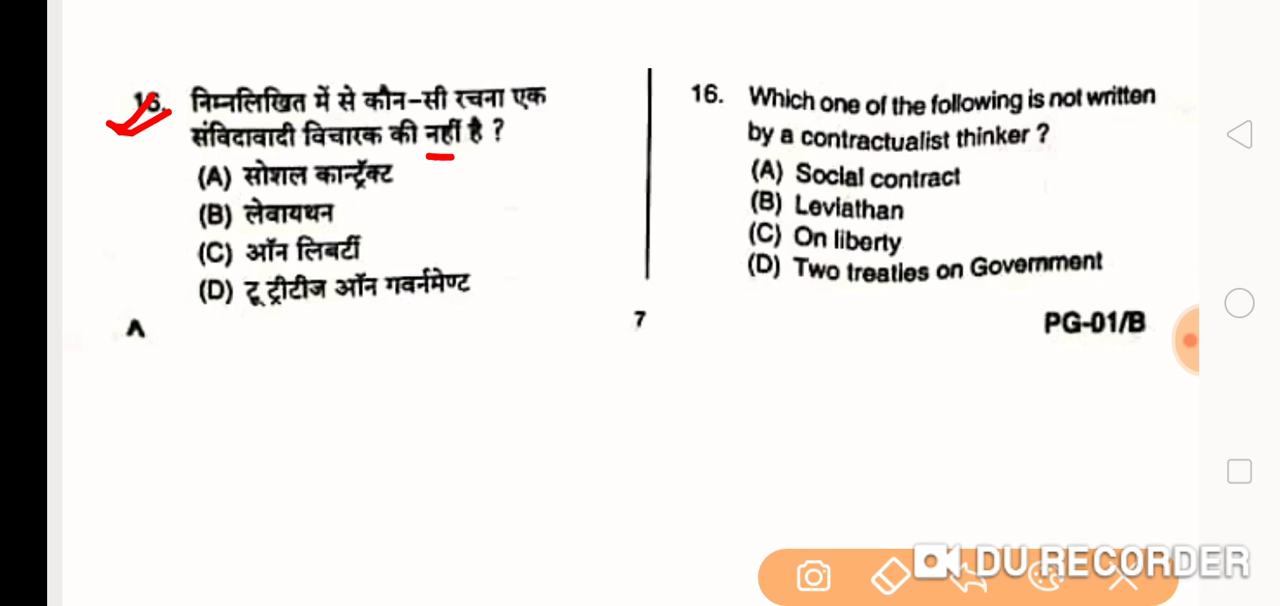 16. निम्नलिखित में से कौन-सी रचना एक
संविदावादी विचारक की नहीं है ?
(A) सोशल कान्ट्रॅक्ट
(B) लेवायथन
(C) ऑन लिबर्टी
(D) टू ट्रीटीज ऑन गवर्नमेण्ट
16. Which one of the following is not written
by a contractualist thinker ?
(A) Social contract
(B) Leviathan
(C) On liberty
(D) Two treaties on Government
A
7
PG-01/B
DU RECORDER